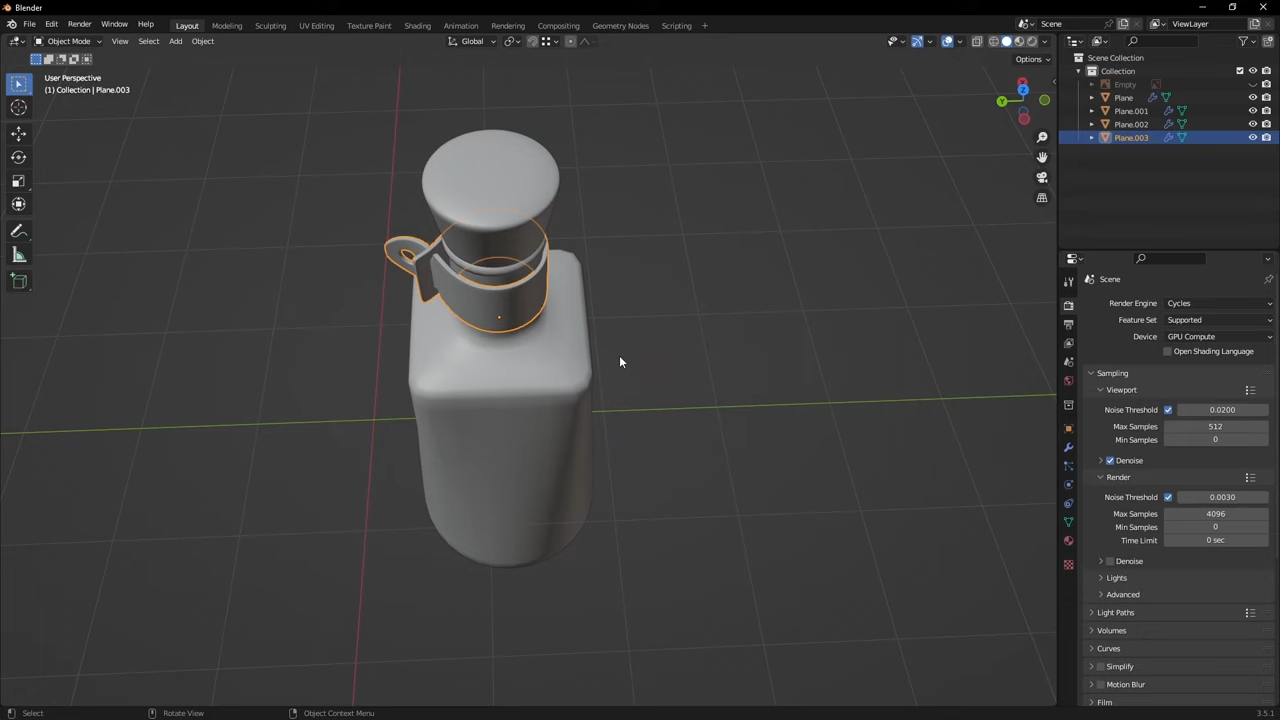 Blender
File Edit Render Window Help
Layout Modeling Sculpting UV Editing Texture Paint Shading Animation Rendering Compositing Geometry Nodes Scripting +
Scene
ViewLayer
Object Mode View Select Add Object
Global
Options
User Perspective
(1) Collection | Plane.003
Z
Y
Scene Collection
Collection
Empty
Plane
Plane.001
Plane.002
Plane.003
Scene
Render Engine Cycles
Feature Set Supported
Device GPU Compute
Open Shading Language
Sampling
Viewport
Noise Threshold 0.0200
Max Samples 512
Min Samples 0
Denoise
Render
Noise Threshold 0.0030
Max Samples 4096
Min Samples 0
Time Limit 0 sec
Denoise
Lights
Advanced
Light Paths
Volumes
Curves
Simplify
Motion Blur
Film
Select Rotate View Object Context Menu 3.5.1